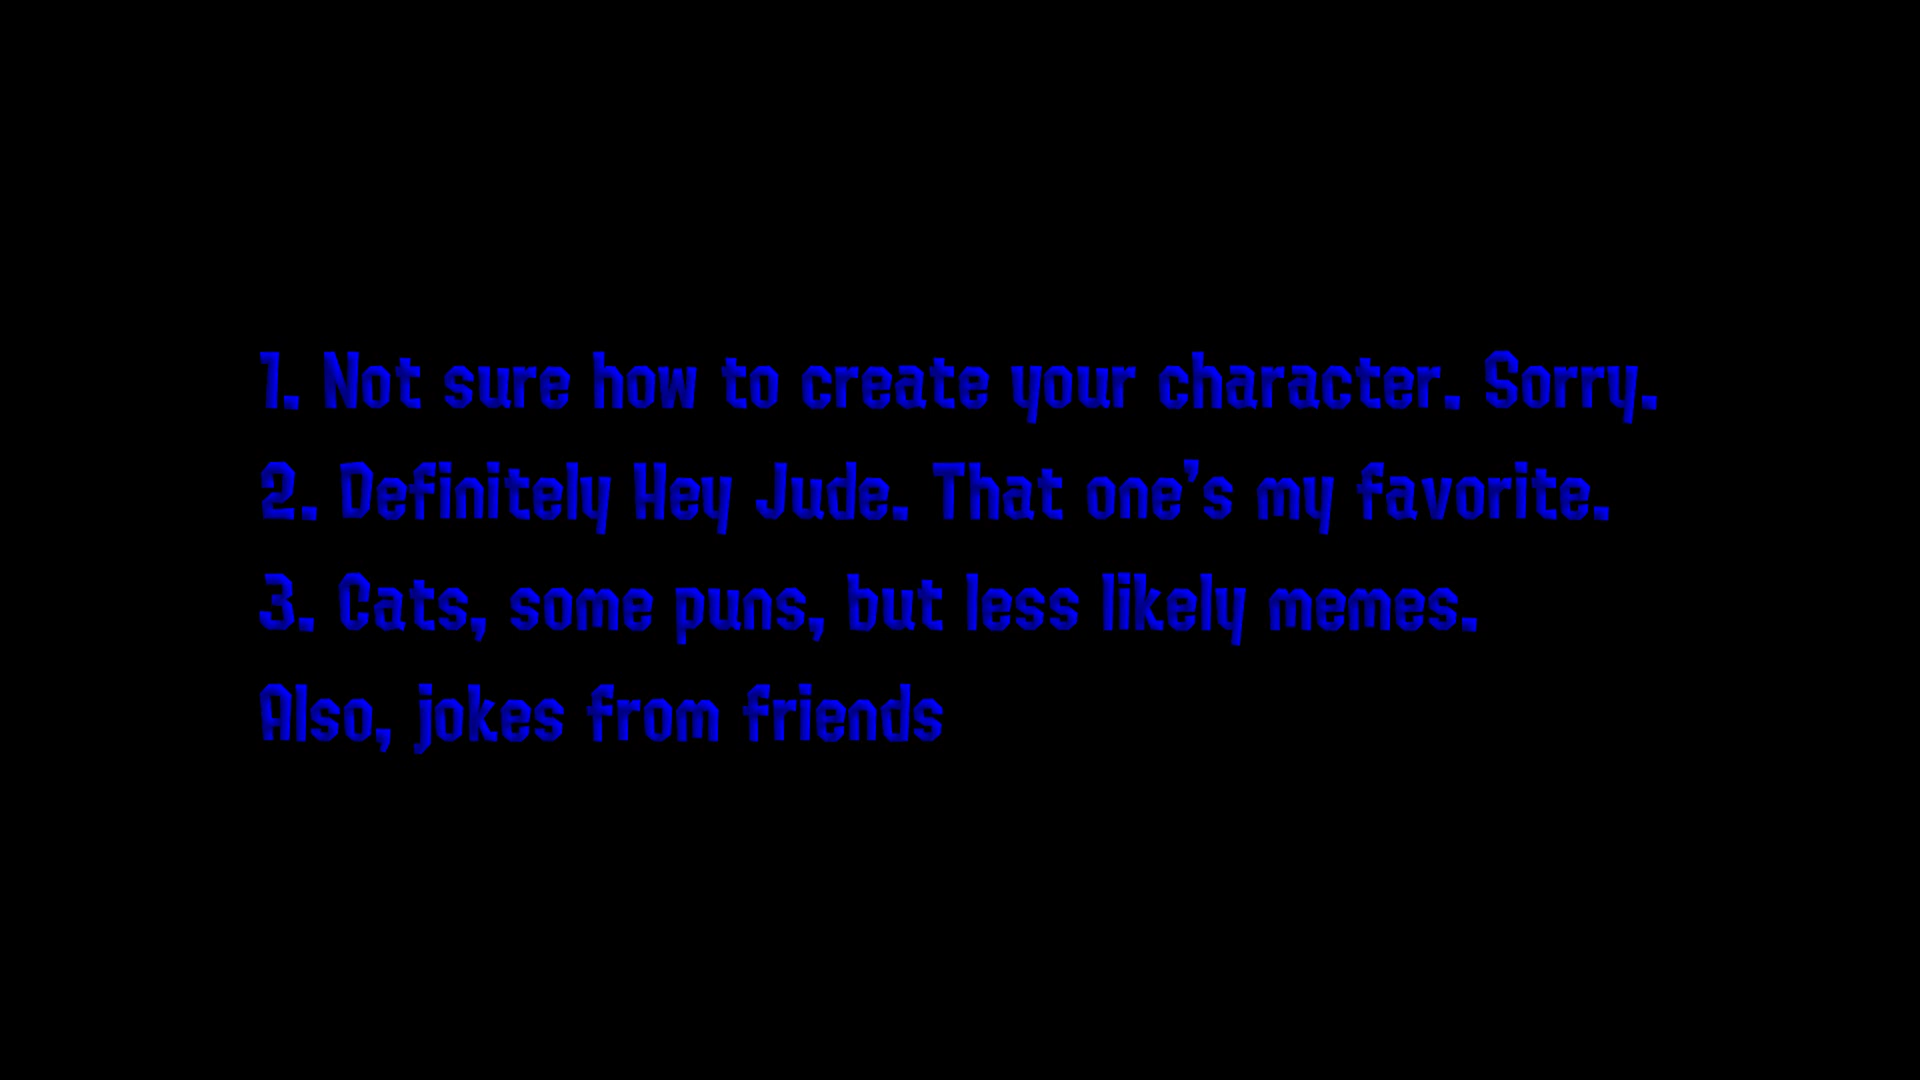 1. Not sure how to create your character. Sorry.
2. Definitely Hey Jude. That one's my favorite.
3. Cats, some puns, but less likely memes.
Also, jokes from friends